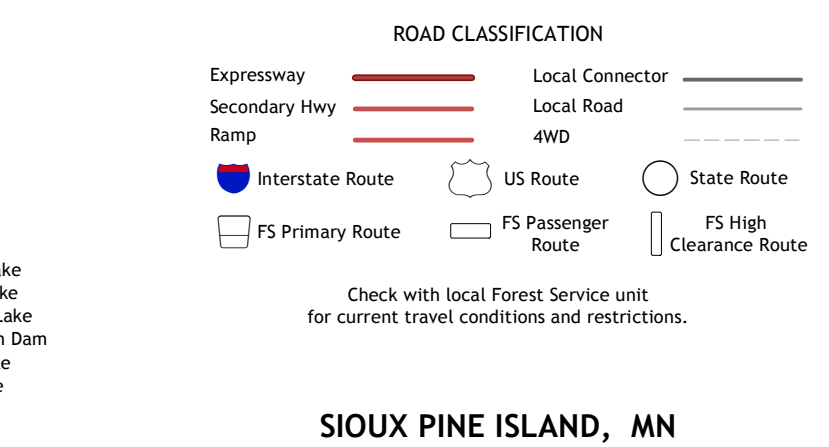 ROAD CLASSIFICATION
Expressway
Local Connector
Secondary Hwy
Local Road
Ramp
4WD
Interstate Route
US Route
State Route
FS Primary Route
FS Passenger
Route
FS High
Clearance Route
Check with local Forest Service unit
for current travel conditions and restrictions.
Lake
Dam
SIOUX PINE ISLAND, MN